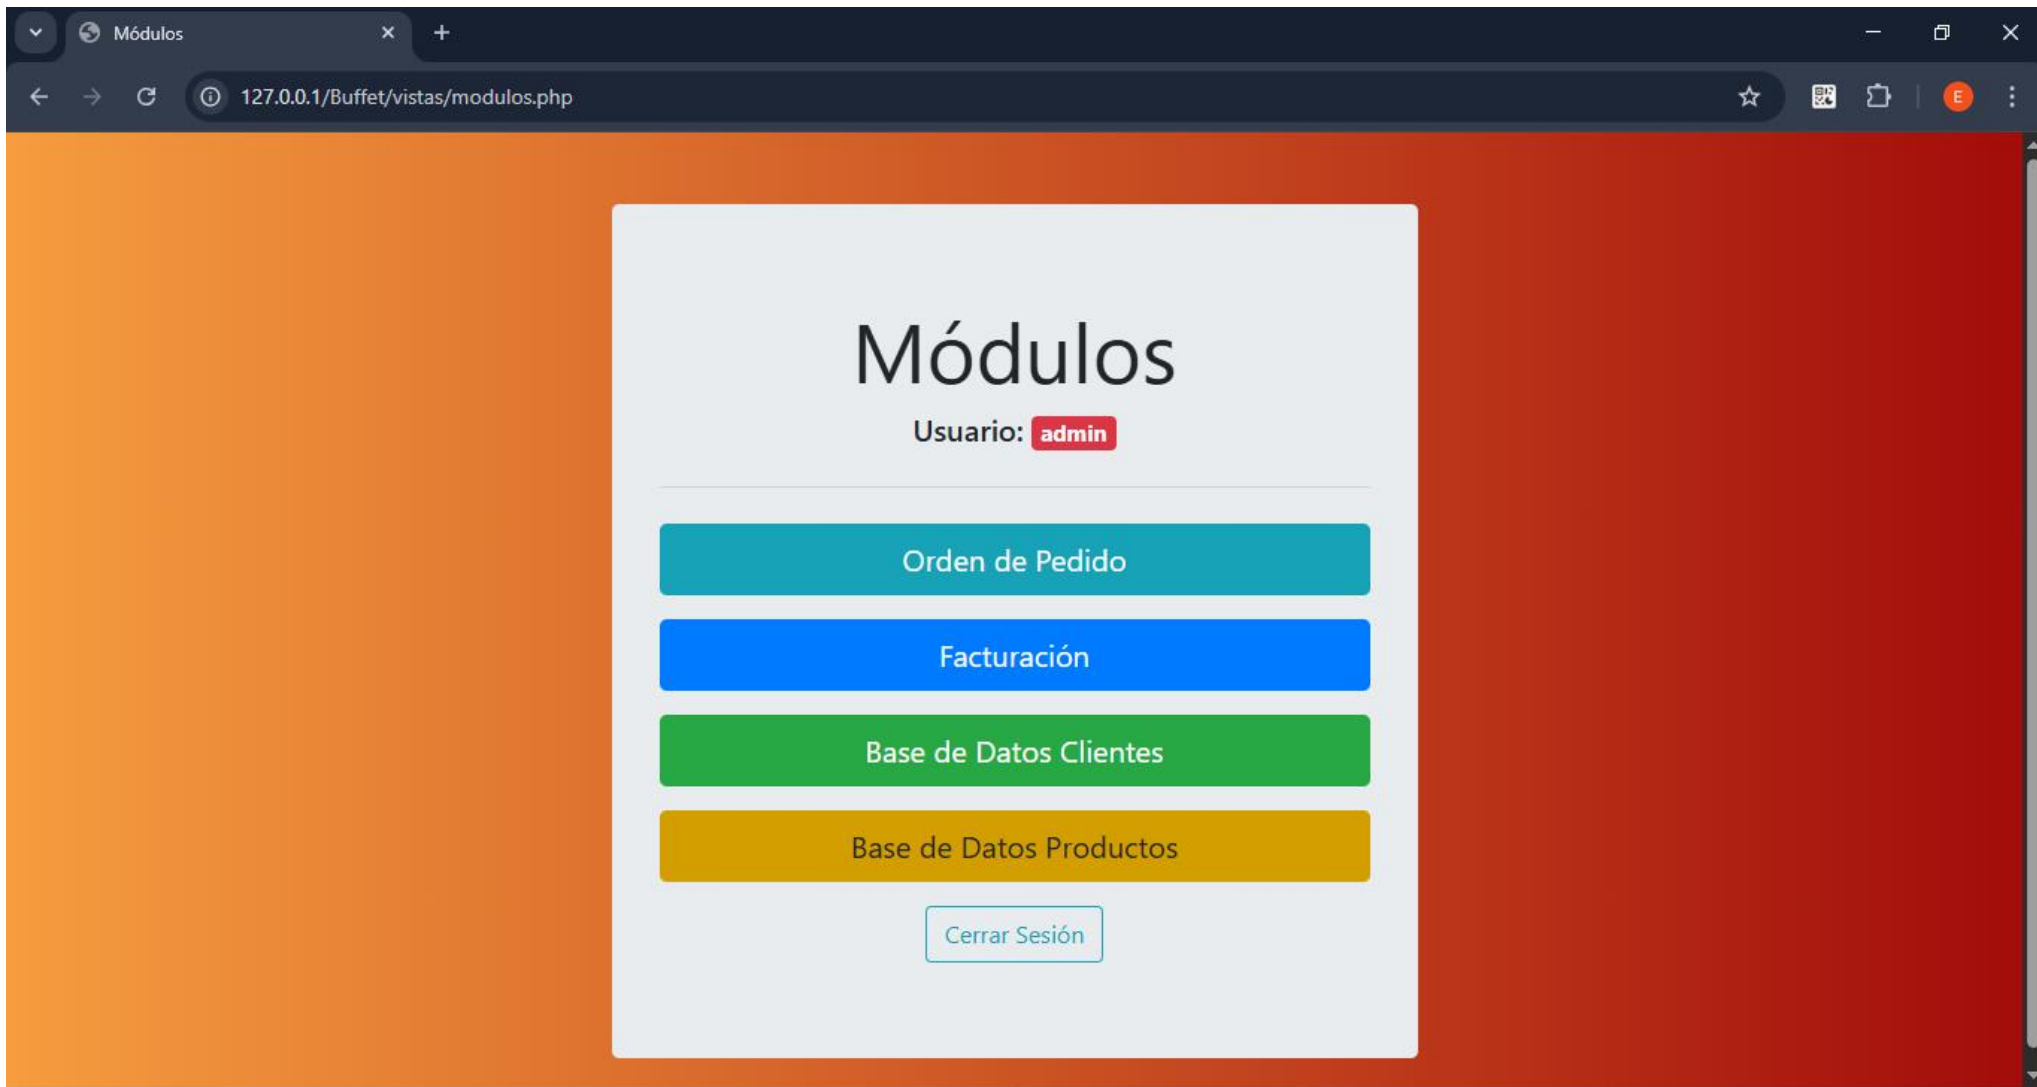 Módulos
127.0.0.1/Buffet/vistas/modulos.php
E
Módulos
Usuario: admin
Orden de Pedido
Facturación
Base de Datos Clientes
Base de Datos Productos
Cerrar Sesión